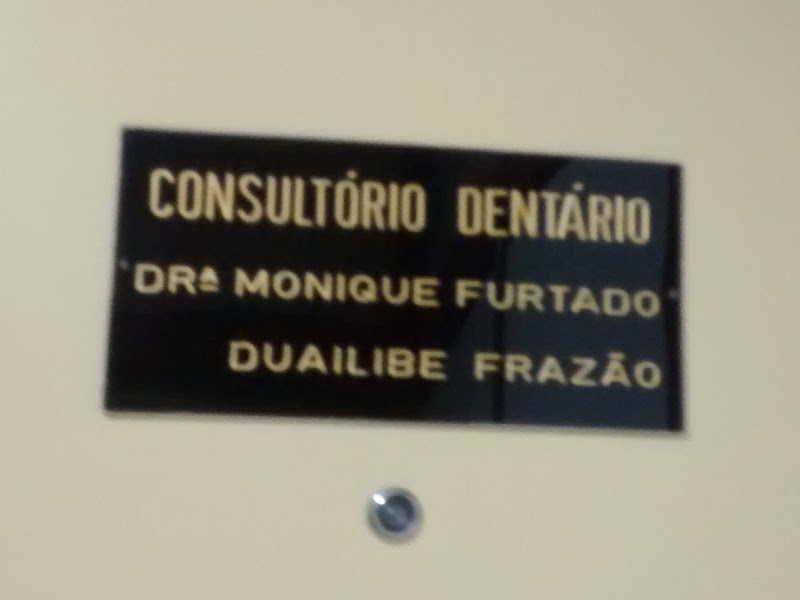 CONSULTÓRIO DENTÁRIO
DRª MONIQUE FURTADO
DUAILIBE FRAZÃO